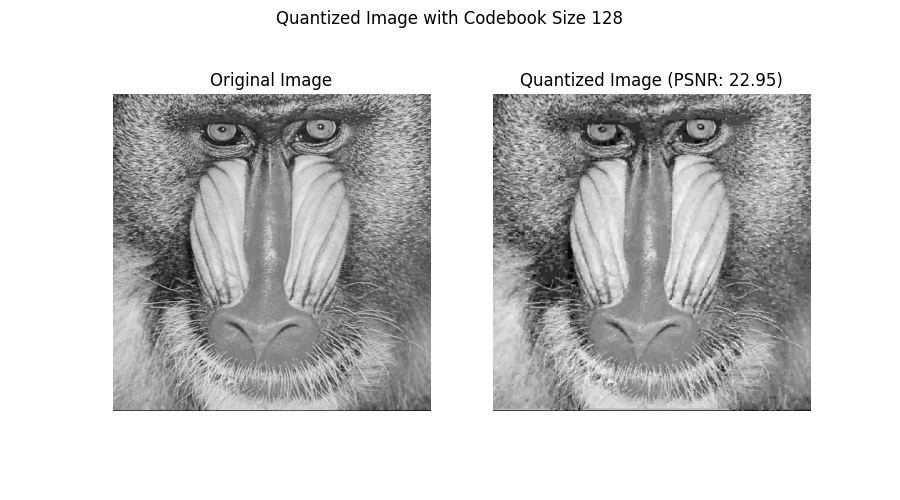 Quantized Image with Codebook Size 128
Original Image
Quantized Image (PSNR: 22.95)